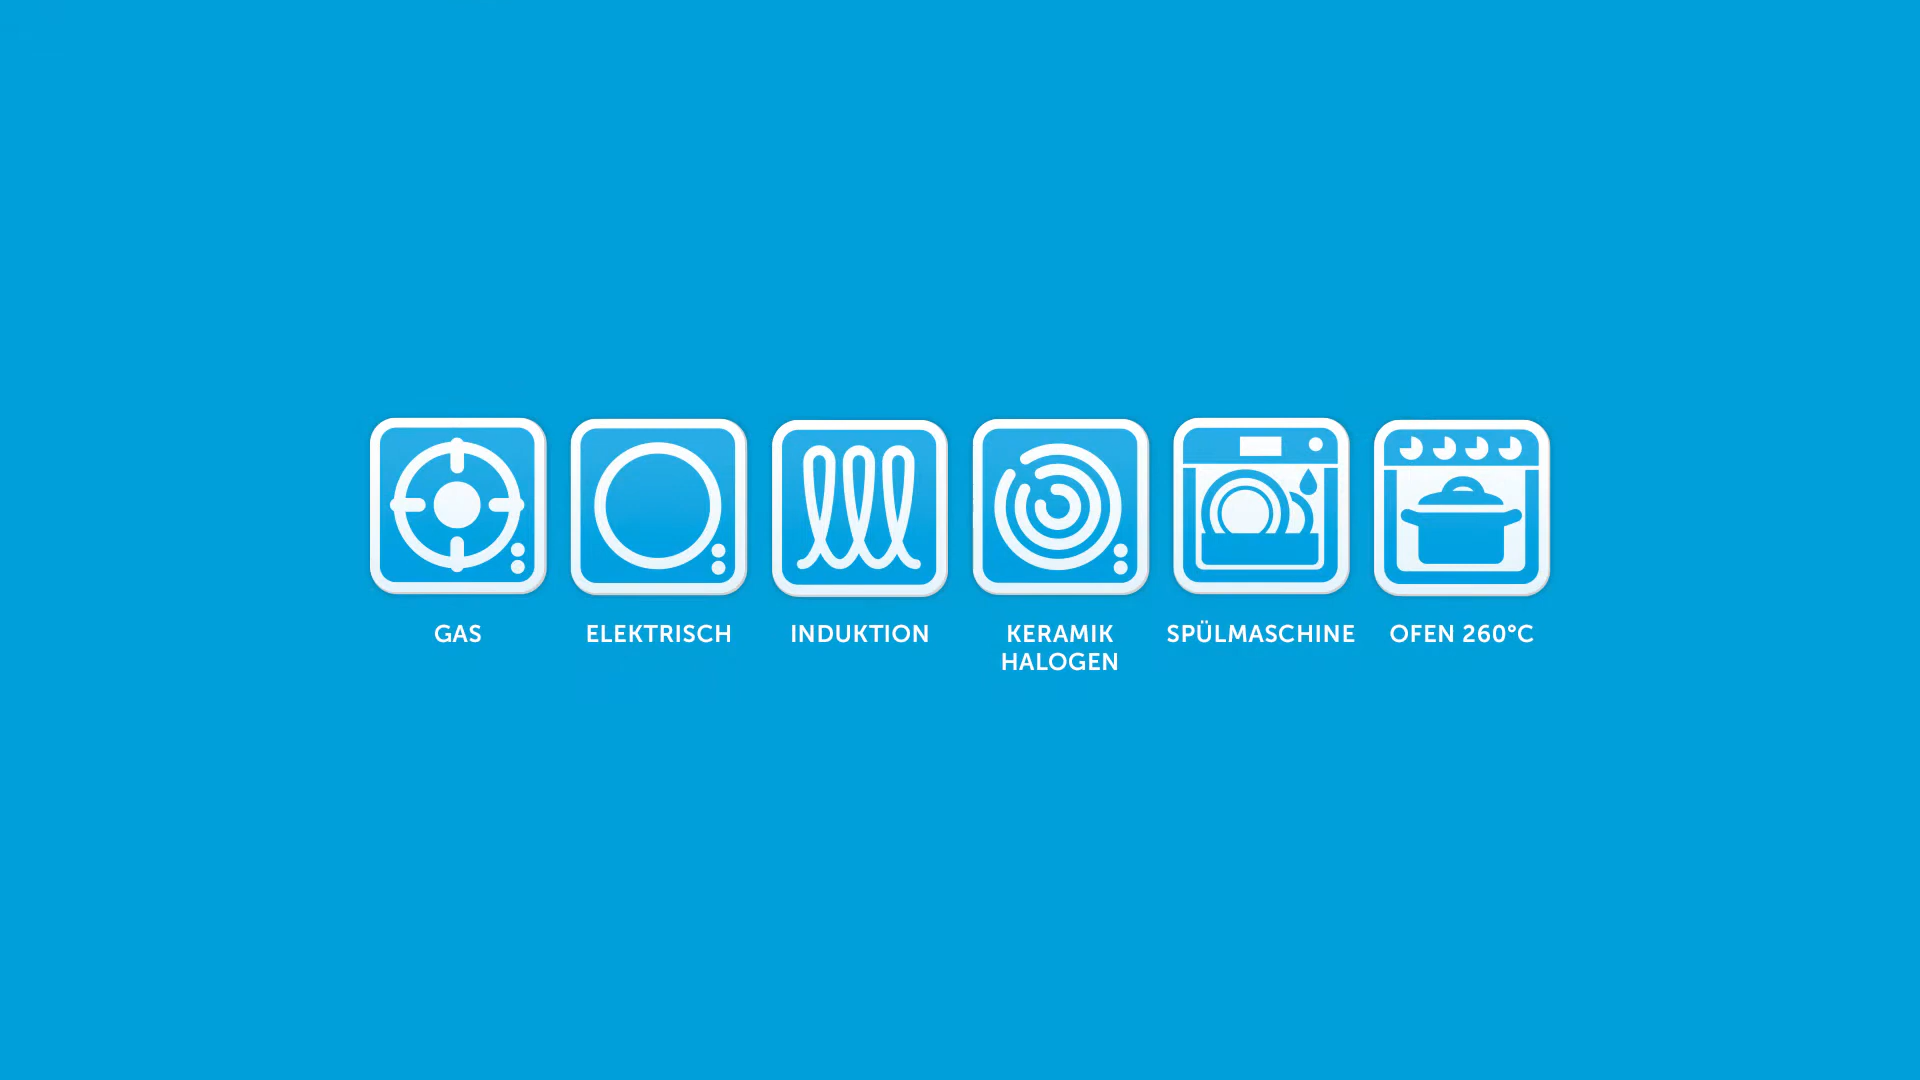 GAS
ELEKTRISCH
INDUKTION
KERAMIK
HALOGEN
SPÜLMASCHINE
OFEN 260°C